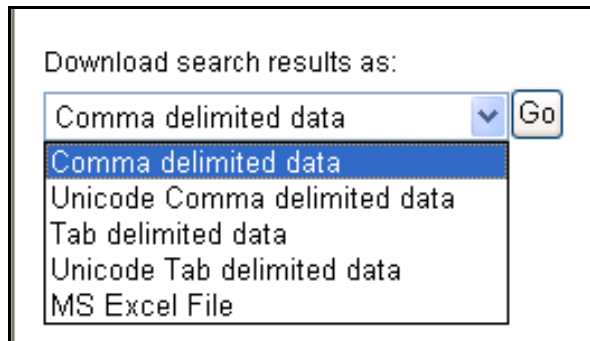 Download search results as:
Comma delimited data Go
Comma delimited data
Unicode Comma delimited data
Tab delimited data
Unicode Tab delimited data
MS Excel File